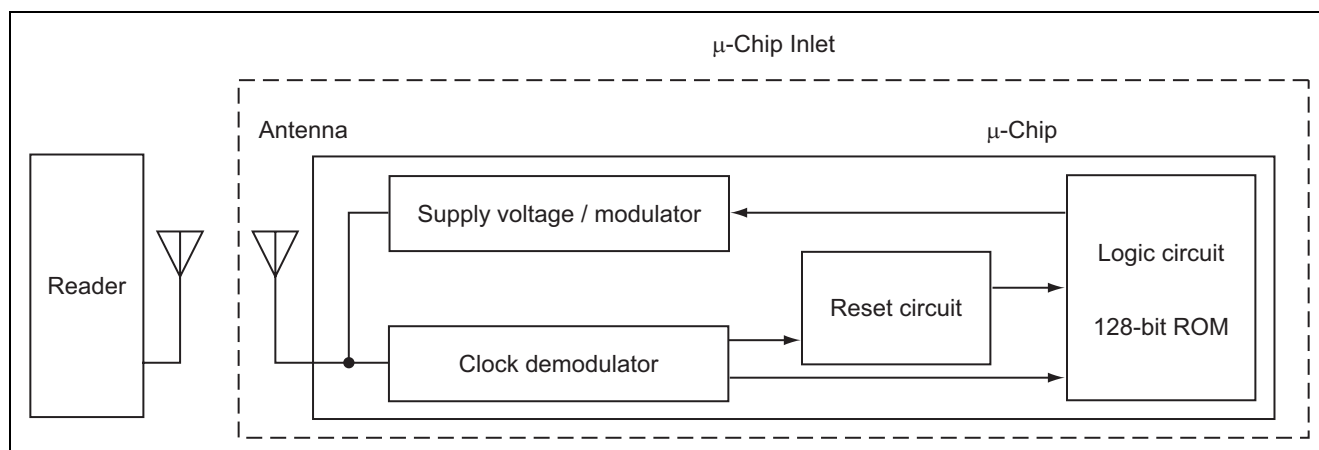 μ-Chip Inlet
Antenna
μ-Chip
Supply voltage / modulator
Logic circuit
128-bit ROM
Reader
Reset circuit
Clock demodulator